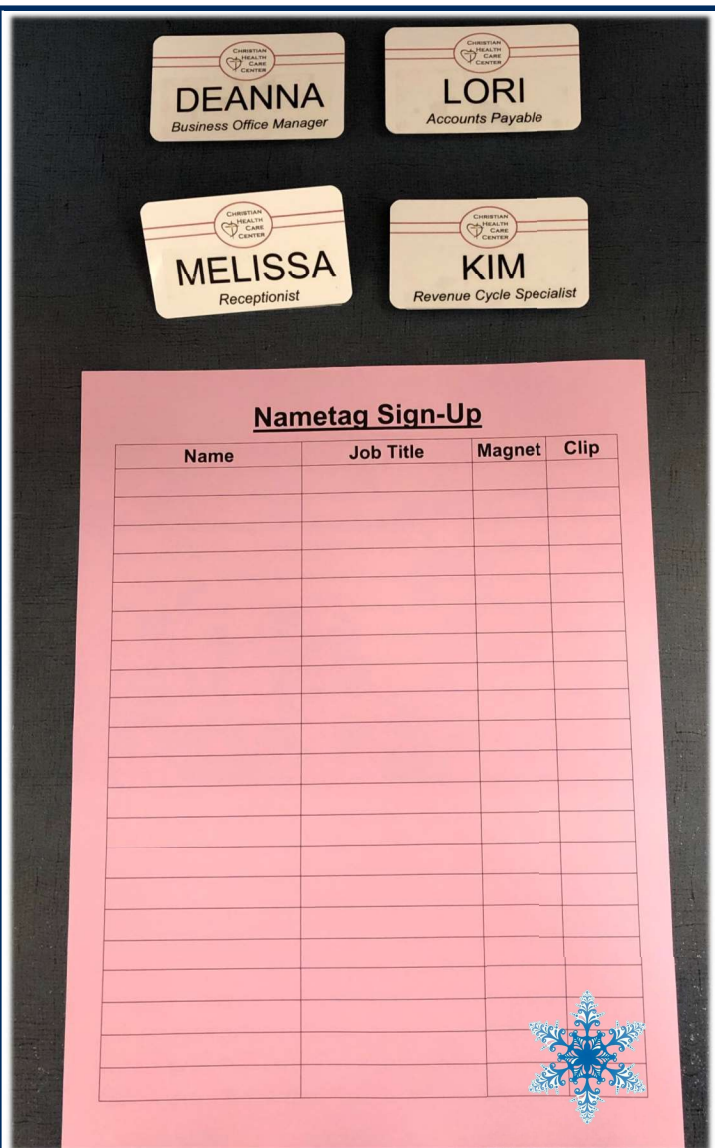 CHRISTIAN
HEALTH
CARE
CENTER
DEANNA
Business Office Manager
CHRISTIAN
HEALTH
CARE
CENTER
LORI
Accounts Payable
CHRISTIAN
HEALTH
CARE
CENTER
MELISSA
Receptionist
CHRISTIAN
HEALTH
CARE
CENTER
KIM
Revenue Cycle Specialist
Nametag Sign-Up
Name Job Title Magnet Clip